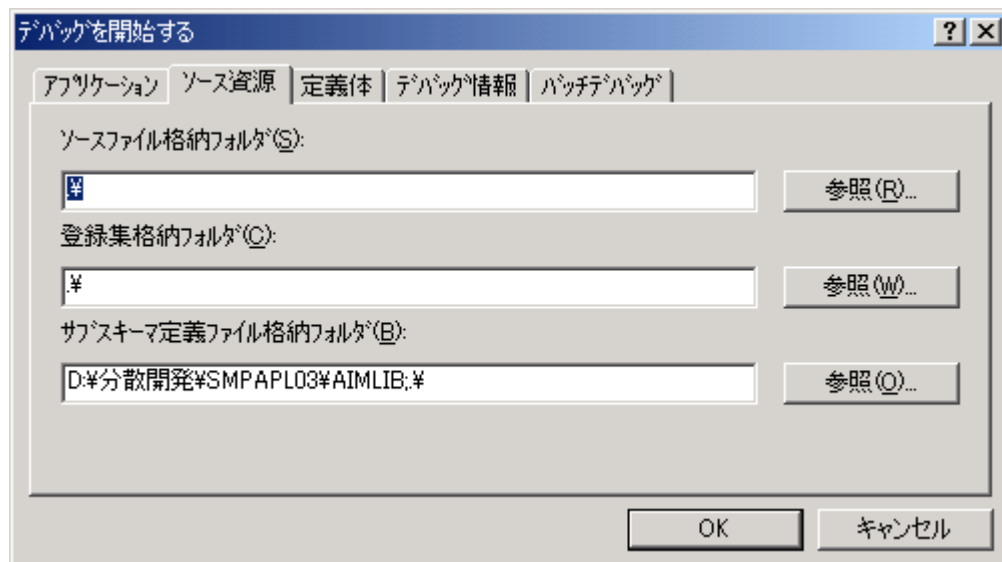 ﾃﾞﾊﾞｯｸﾞを開始する
ｱﾌﾟﾘｹｰｼｮﾝ ｿｰｽ資源 定義体 ﾃﾞﾊﾞｯｸﾞ情報 ﾊﾞｯﾁﾃﾞﾊﾞｯｸﾞ
ｿｰｽﾌｧｲﾙ格納ﾌｫﾙﾀﾞ(S):
.¥ 参照(R)...
登録集格納ﾌｫﾙﾀﾞ(C):
.¥ 参照(W)...
ｻﾌﾞｽｷｰﾏ定義ﾌｧｲﾙ格納ﾌｫﾙﾀﾞ(B):
D:¥分散開発¥SMPAPL03¥AIMLIB;.¥ 参照(O)...
OK キャンセル